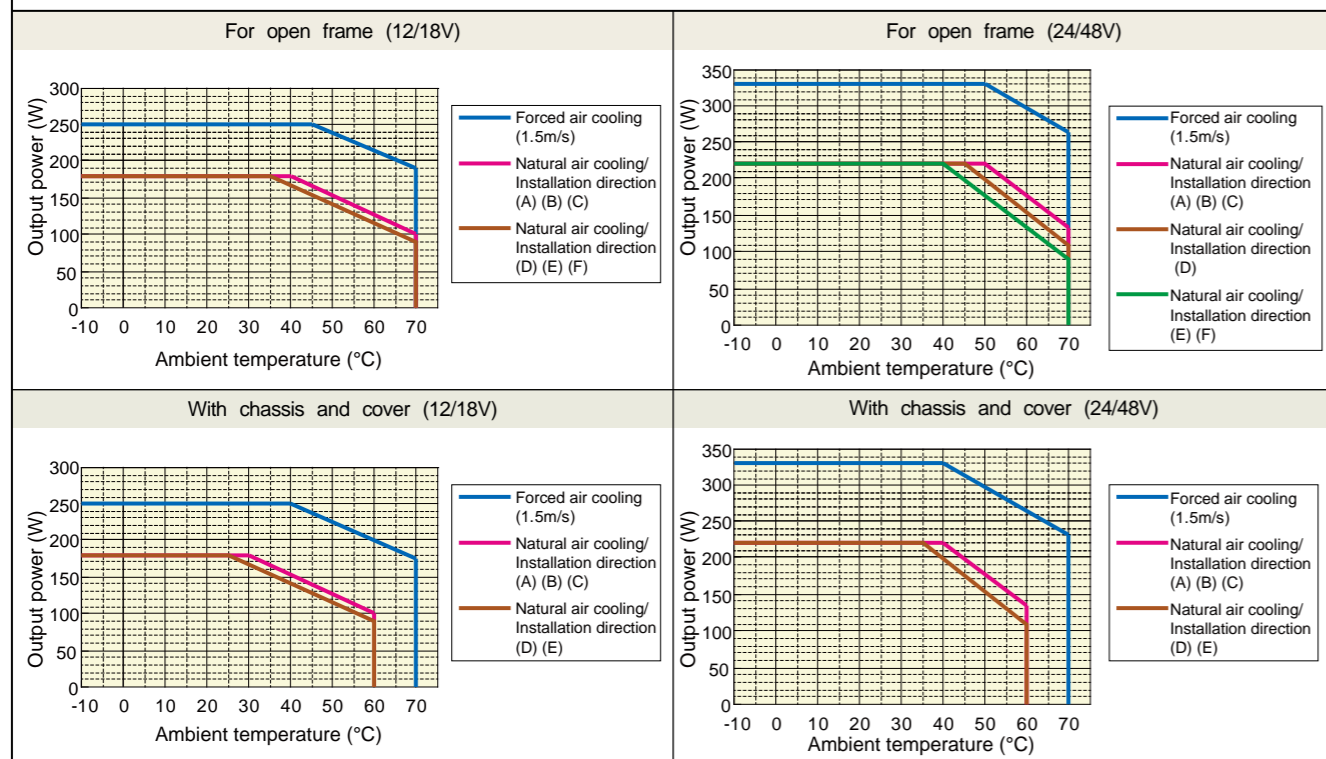 For open frame (12/18V)
300
250
200
150
100
50
0
-10 0 10 20 30 40 50 60 70
Output power (W)
Ambient temperature (°C)
Forced air cooling
(1.5m/s)
Natural air cooling/
Installation direction
(A) (B) (C)
Natural air cooling/
Installation direction
(D) (E) (F)
For open frame (24/48V)
350
300
250
220
200
150
100
50
0
-10 0 10 20 30 40 50 60 70
Output power (W)
Ambient temperature (°C)
Forced air cooling
(1.5m/s)
Natural air cooling/
Installation direction
(A) (B) (C)
Natural air cooling/
Installation direction
(D)
Natural air cooling/
Installation direction
(E) (F)
With chassis and cover (12/18V)
300
250
200
150
100
50
0
-10 0 10 20 30 40 50 60 70
Output power (W)
Ambient temperature (°C)
Forced air cooling
(1.5m/s)
Natural air cooling/
Installation direction
(A) (B) (C)
Natural air cooling/
Installation direction
(D) (E)
With chassis and cover (24/48V)
350
300
250
220
200
150
100
50
0
-10 0 10 20 30 40 50 60 70
Output power (W)
Ambient temperature (°C)
Forced air cooling
(1.5m/s)
Natural air cooling/
Installation direction
(A) (B) (C)
Natural air cooling/
Installation direction
(D) (E)